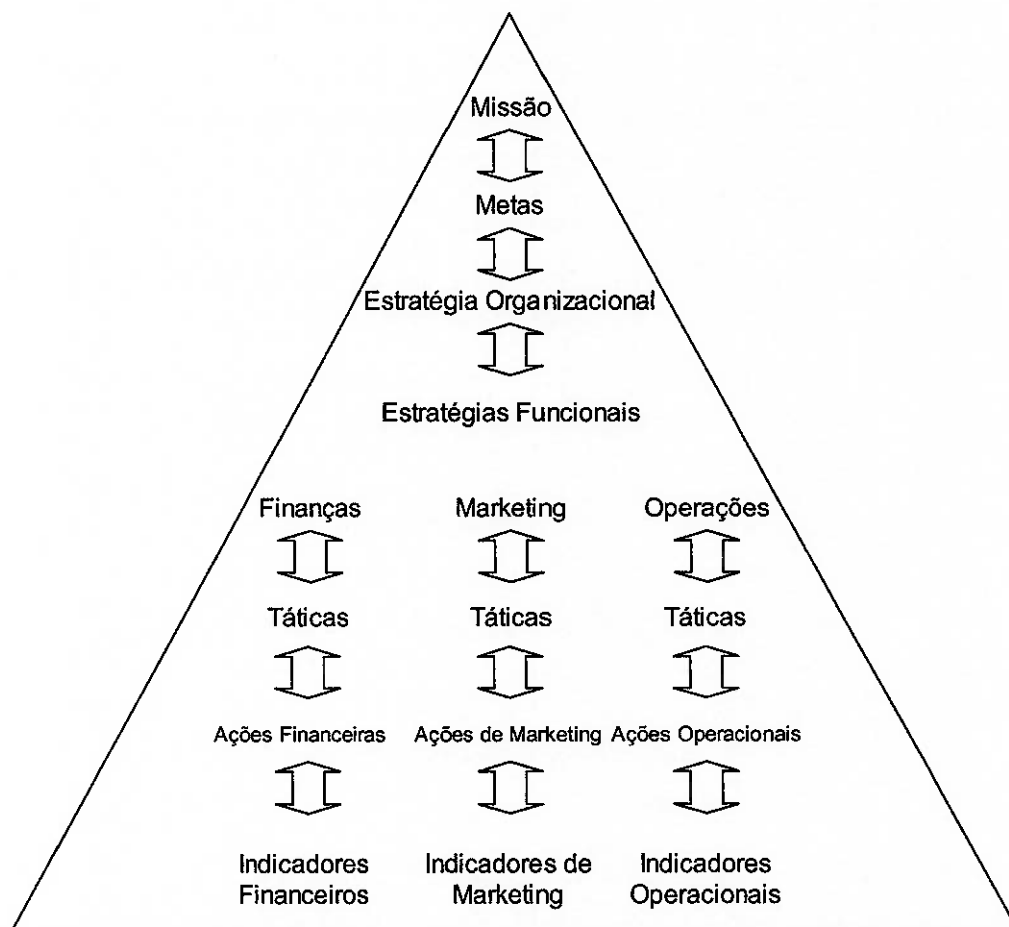 Missão
Metas
Estratégia Organizacional
Estratégias Funcionais
Finanças Marketing Operações
Táticas Táticas Táticas
Ações Financeiras Ações de Marketing Ações Operacionais
Indicadores Indicadores de Indicadores
Financeiros Marketing Operacionais